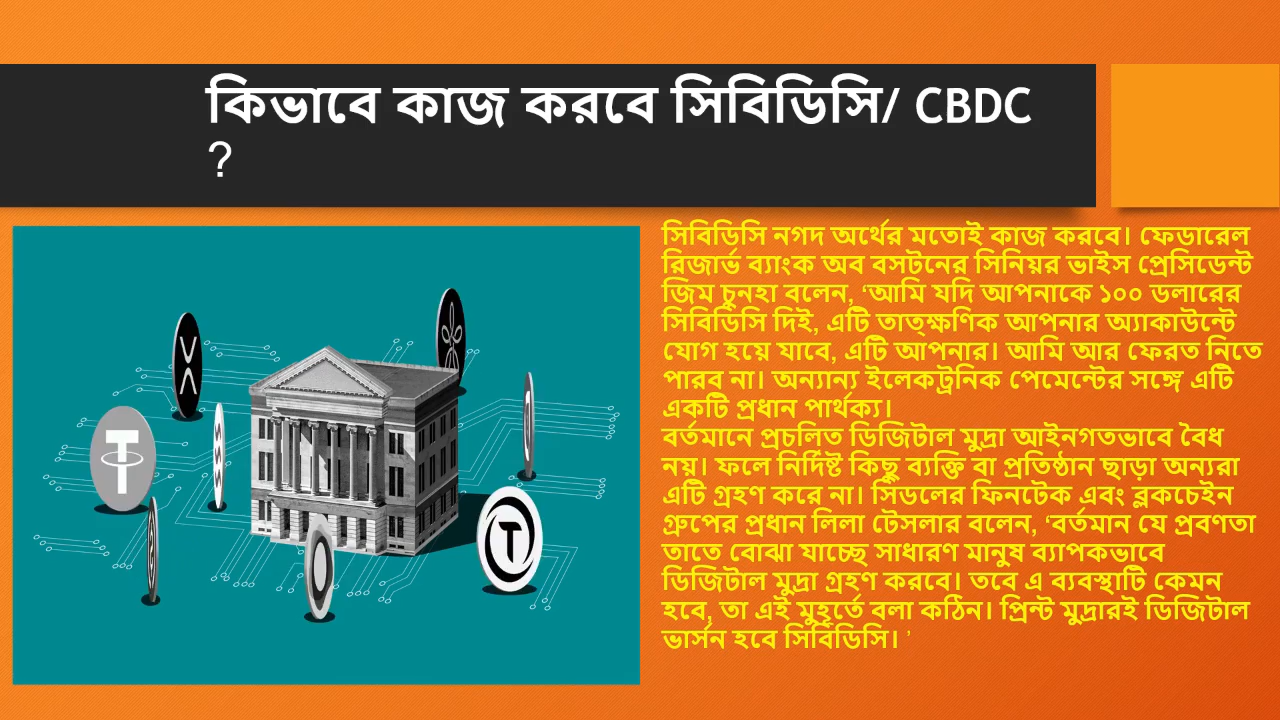 কিভাবে কাজ করবে সিবিডিসি/ CBDC
?
সিবিডিসি নগদ অর্থের মতোই কাজ করবে। ফেডারেল
রিজার্ভ ব্যাংক অব বসটনের সিনিয়র ভাইস প্রেসিডেন্ট
জিম চুনহা বলেন, ‘আমি যদি আপনাকে ১০০ ডলারের
সিবিডিসি দিই, এটি তাত্ক্ষণিক আপনার অ্যাকাউন্টে
যোগ হয়ে যাবে, এটি আপনার। আমি আর ফেরত নিতে
পারব না। অন্যান্য ইলেকট্রনিক পেমেন্টের সঙ্গে এটি
একটি প্রধান পার্থক্য।
বর্তমানে প্রচলিত ডিজিটাল মুদ্রা আইনগতভাবে বৈধ
নয়। ফলে নির্দিষ্ট কিছু ব্যক্তি বা প্রতিষ্ঠান ছাড়া অন্যরা
এটি গ্রহণ করে না। সিডলের ফিনটেক এবং ব্লকচেইন
গ্রুপের প্রধান লিলা টেসলার বলেন, ‘বর্তমান যে প্রবণতা
তাতে বোঝা যাচ্ছে সাধারণ মানুষ ব্যাপকভাবে
ডিজিটাল মুদ্রা গ্রহণ করবে। তবে এ ব্যবস্থাটি কেমন
হবে, তা এই মুহূর্তে বলা কঠিন। প্রিন্ট মুদ্রারই ডিজিটাল
ভার্সন হবে সিবিডিসি। ’